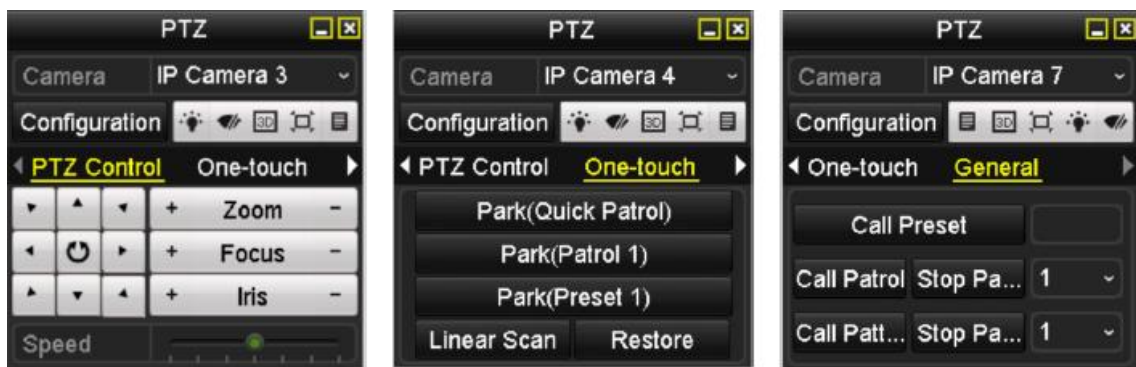 PTZ
Camera IP Camera 3
Configuration 3D
PTZ Control One-touch
+ Zoom -
+ Focus -
+ Iris -
Speed
PTZ
Camera IP Camera 4
Configuration 3D
PTZ Control One-touch
Park(Quick Patrol)
Park(Patrol 1)
Park(Preset 1)
Linear Scan Restore
PTZ
Camera IP Camera 7
Configuration 3D
One-touch General
Call Preset
Call Patrol Stop Pa... 1
Call Patt... Stop Pa... 1